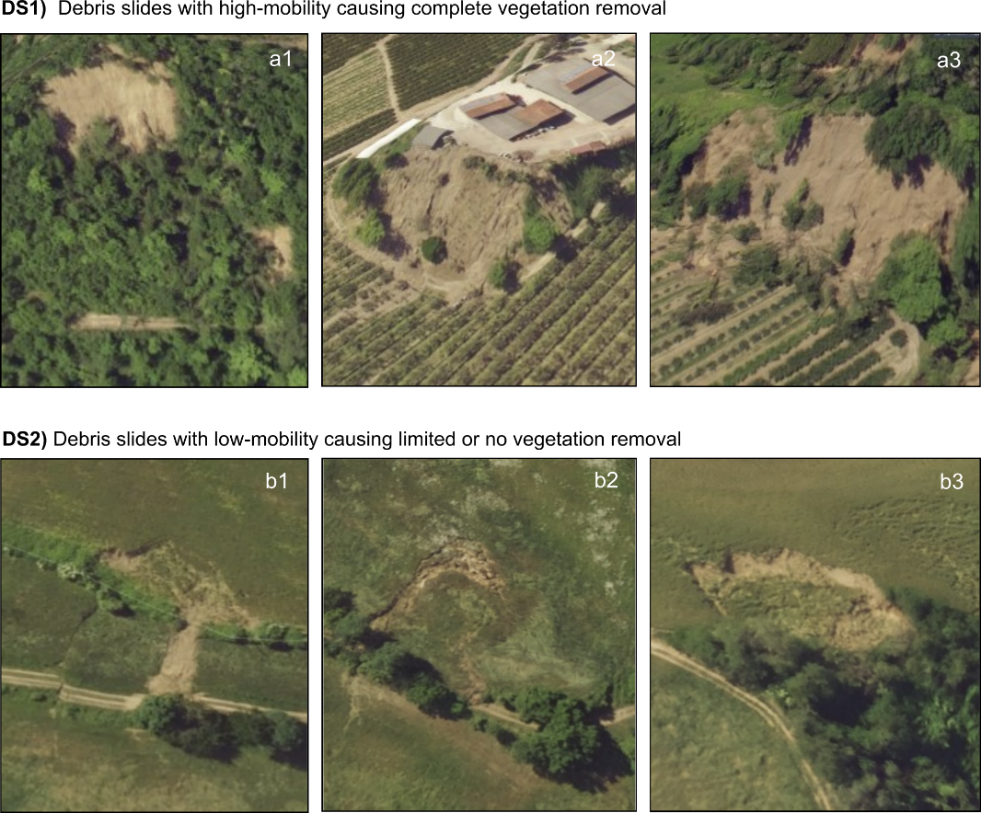 DS1) Debris slides with high-mobility causing complete vegetation removal
a1
a2
a3
DS2) Debris slides with low-mobility causing limited or no vegetation removal
b1
b2
b3